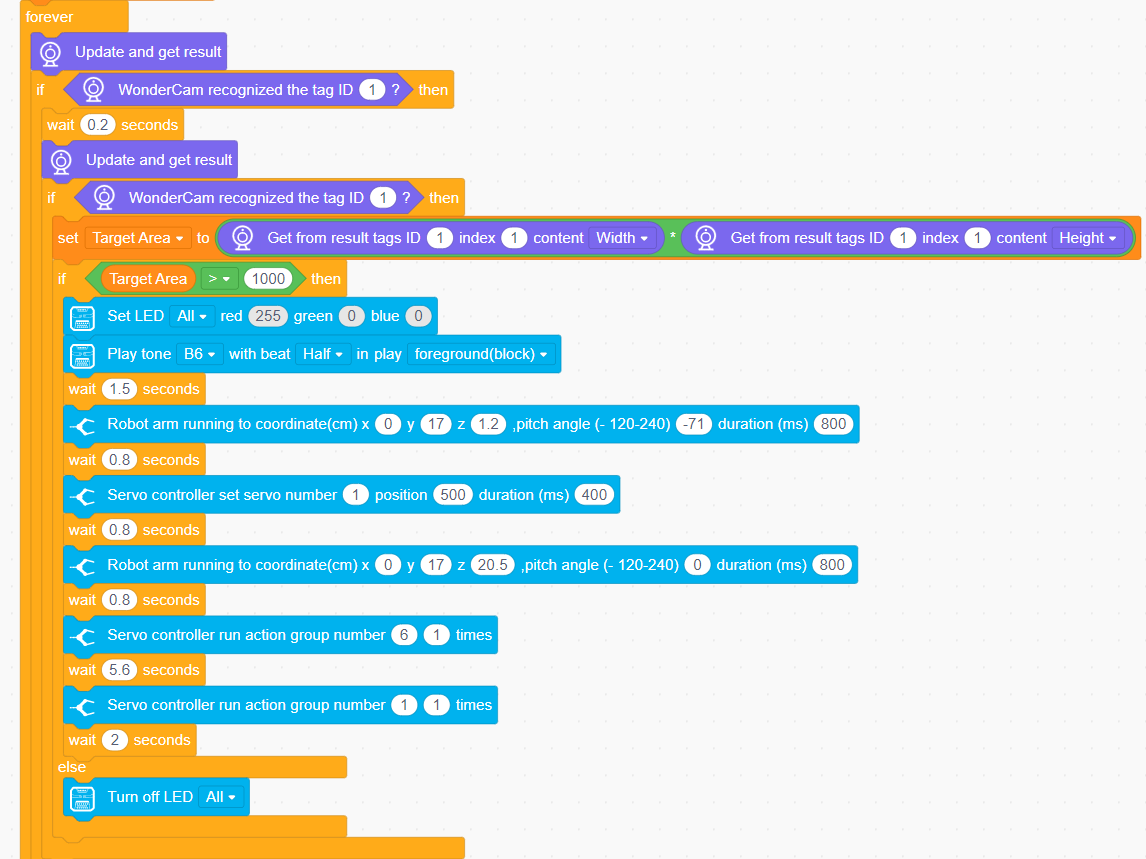 forever
Update and get result
if WonderCam recognized the tag ID 1 ? then
wait 0.2 seconds
Update and get result
if WonderCam recognized the tag ID 1 ? then
set Target Area to Get from result tags ID 1 index 1 content Width * Get from result tags ID 1 index 1 content Height
if Target Area > 1000 then
Set LED All red 255 green 0 blue 0
Play tone B6 with beat Half in play foreground(block)
wait 1.5 seconds
Robot arm running to coordinate(cm) x 0 y 17 z 1.2 ,pitch angle (- 120-240) -71 duration (ms) 800
wait 0.8 seconds
Servo controller set servo number 1 position 500 duration (ms) 400
wait 0.8 seconds
Robot arm running to coordinate(cm) x 0 y 17 z 20.5 ,pitch angle (- 120-240) 0 duration (ms) 800
wait 0.8 seconds
Servo controller run action group number 6 1 times
wait 5.6 seconds
Servo controller run action group number 1 1 times
wait 2 seconds
else
Turn off LED All